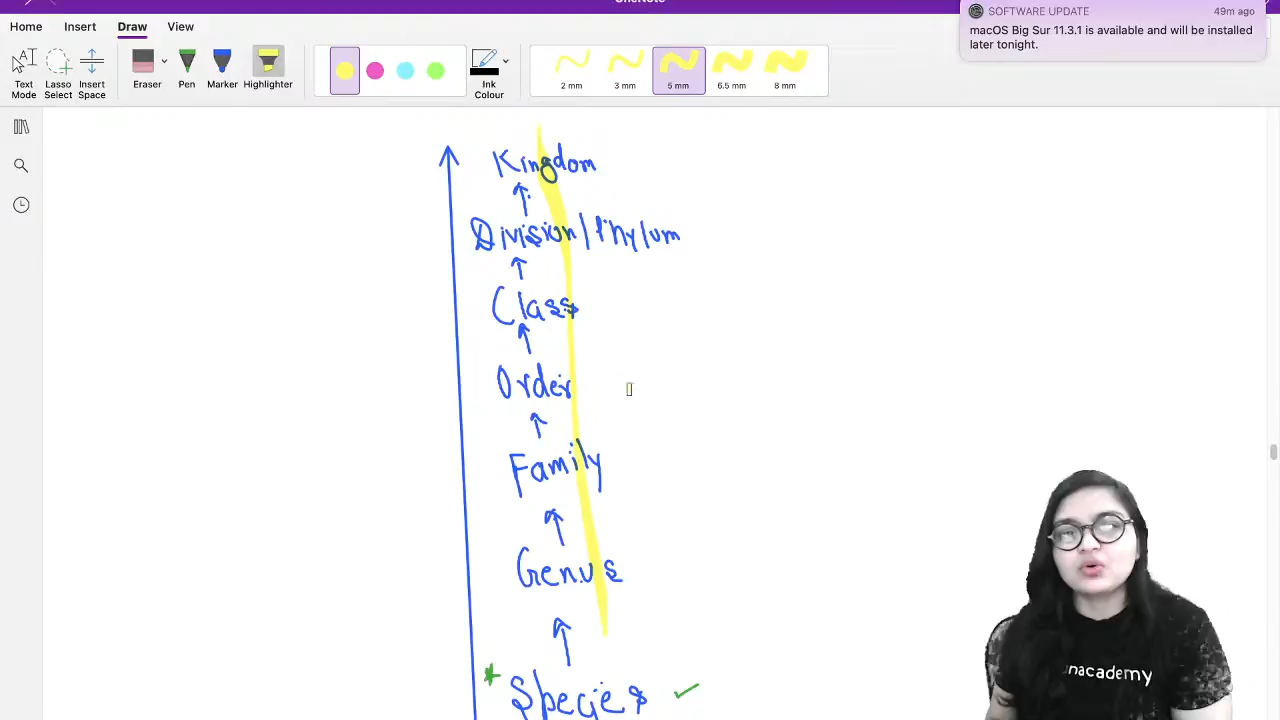 OneNote
SOFTWARE UPDATE 49m ago
macOS Big Sur 11.3.1 is available and will be installed
later tonight.
Home Insert Draw View
Text Mode
Lasso Select
Insert Space
Eraser
Pen
Marker
Highlighter
Ink Colour
2 mm
3 mm
5 mm
6.5 mm
8 mm
Kingdom
Division/Phylum
Class
Order
Family
Genus
Species
unacademy